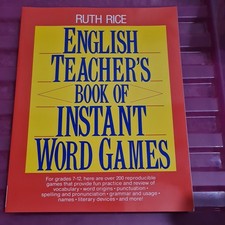 RUTH RICE
ENGLISH
TEACHER'S
BOOK OF
INSTANT
WORD GAMES
For grades 7-12, here are over 200 reproducible
games that provide fun practice and review of
vocabulary • word origins • punctuation •
spelling and pronunciation • grammar and usage •
names • literary devices • and more!